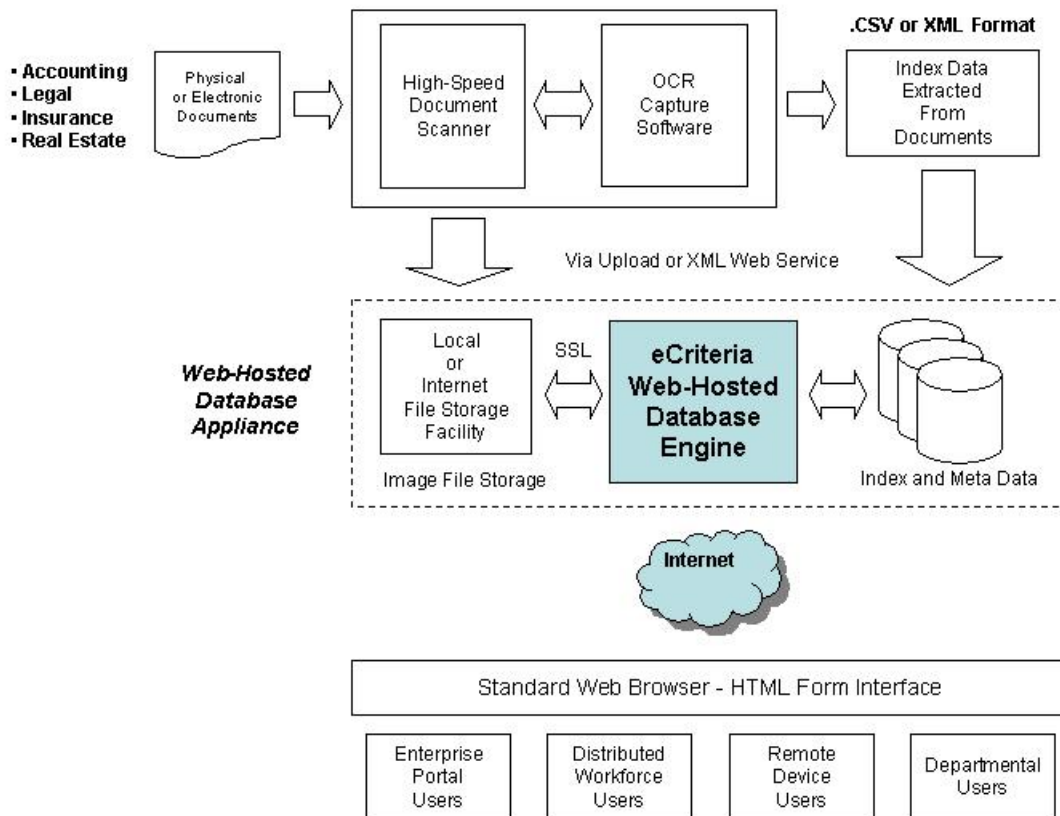 .CSV or XML Format
▪ Accounting
▪ Legal
▪ Insurance
▪ Real Estate
Physical
or Electronic
Documents
High-Speed
Document
Scanner
OCR
Capture
Software
Index Data
Extracted
From
Documents
Via Upload or XML Web Service
Web-Hosted
Database
Appliance
Local
or
Internet
File Storage
Facility
Image File Storage
SSL
eCriteria
Web-Hosted
Database
Engine
Index and Meta Data
Internet
Standard Web Browser - HTML Form Interface
Enterprise
Portal
Users
Distributed
Workforce
Users
Remote
Device
Users
Departmental
Users